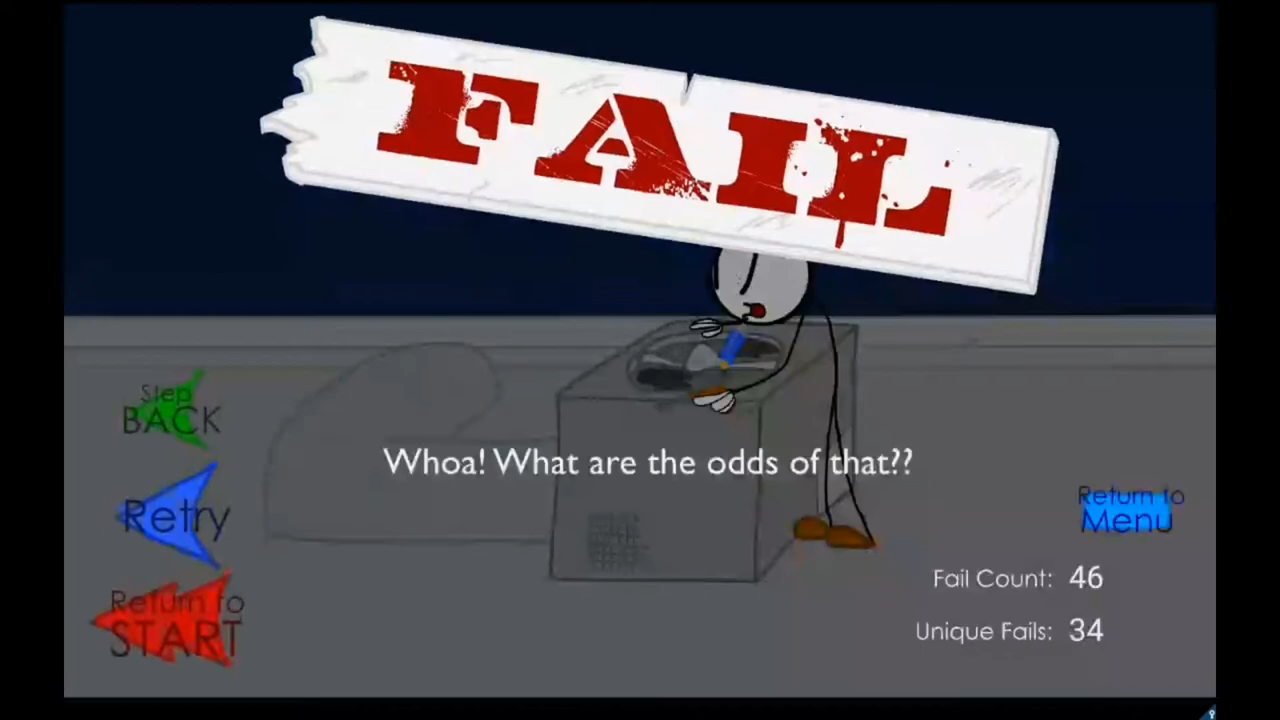 FAIL
Step
BACK
Whoa! What are the odds of that??
Retry
Return to
Menu
Fail Count: 46
Return to
START
Unique Fails: 34